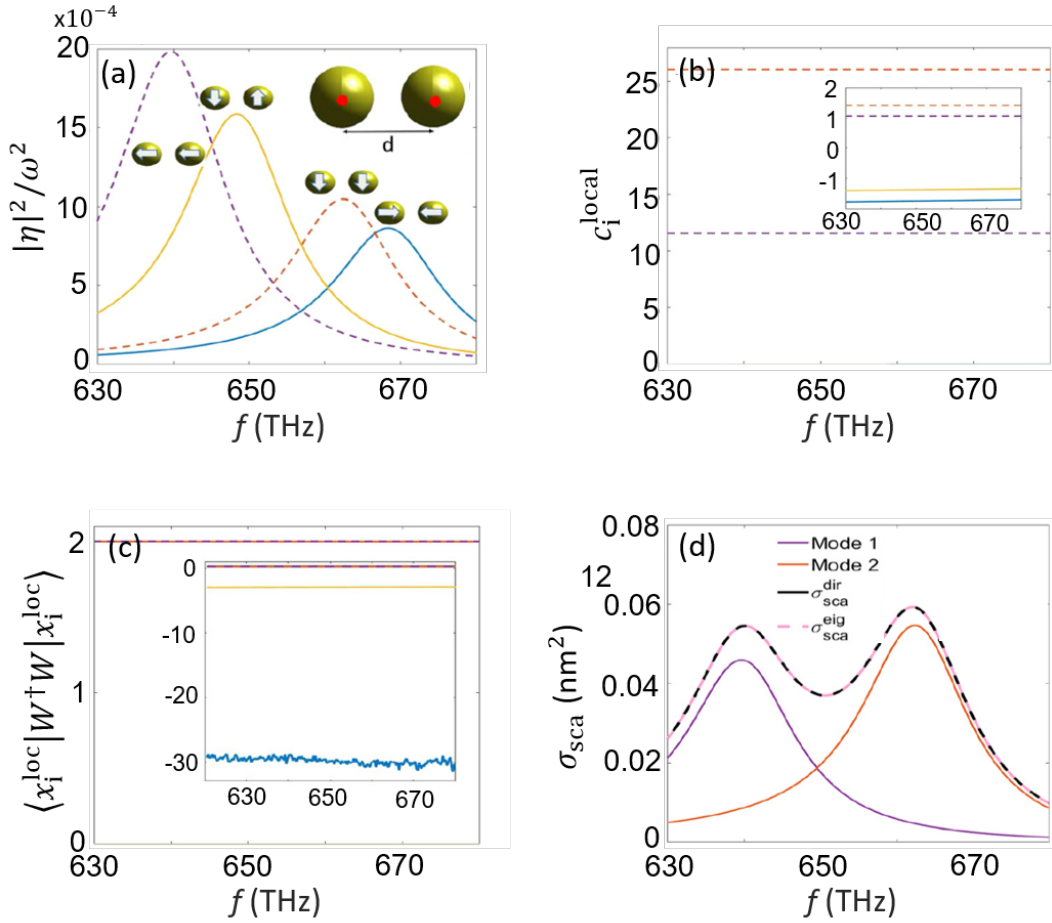 x10⁻⁴
20
(a)
15
10
5
0
|η|²/ω²
d
630
650
670
f (THz)
(b)
25
20
15
10
5
0
c_i^local
2
1
0
-1
630
650
670
630
650
670
f (THz)
(c)
2
1
0
⟨x_i^loc|W†W|x_i^loc⟩
0
-10
-20
-30
630
650
670
630
650
670
f (THz)
(d)
0.08
0.06
0.04
0.02
0
σ_sca (nm²)
Mode 1
Mode 2
12
σ_sca^dir
σ_sca^eig
630
650
670
f (THz)